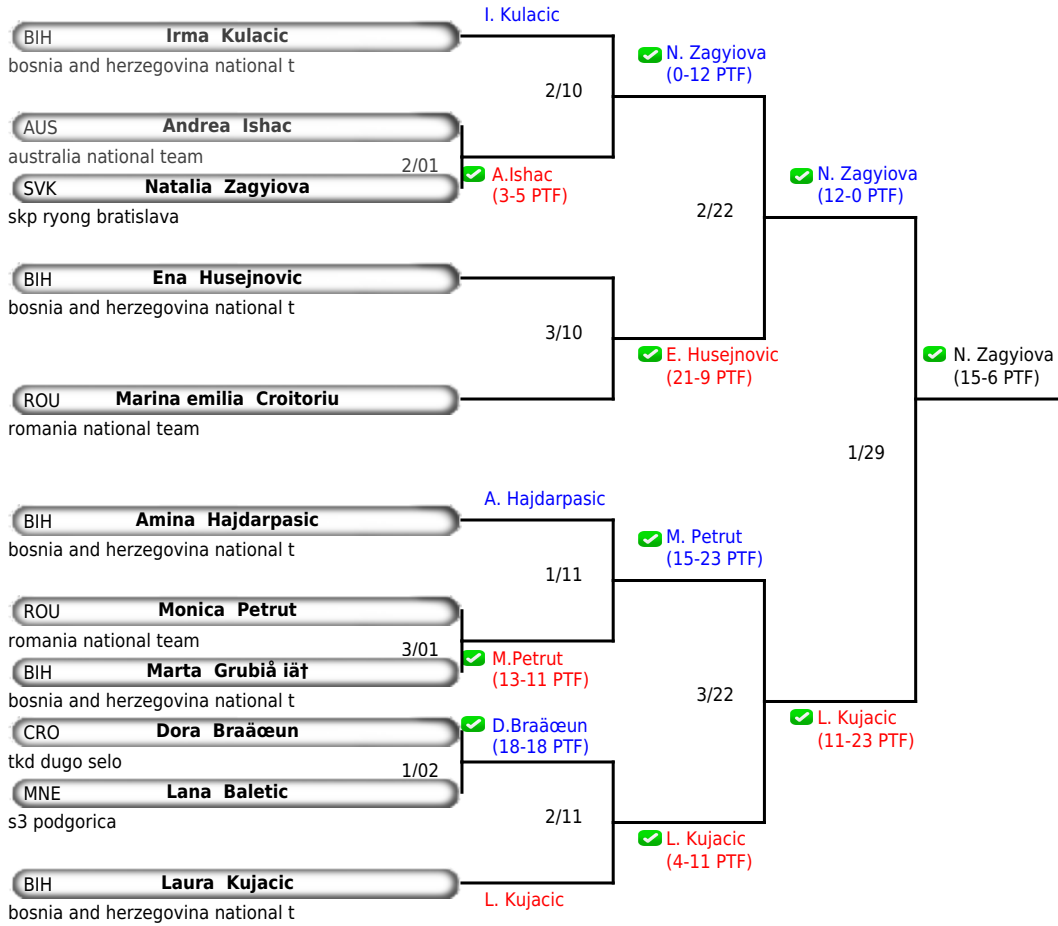 I. Kulacic
BIH Irma Kulacic
bosnia and herzegovina national t
N. Zagyiova
(0-12 PTF)
2/10
AUS Andrea Ishac
australia national team
2/01
A.Ishac
(3-5 PTF)
SVK Natalia Zagyiova
skp ryong bratislava
N. Zagyiova
(12-0 PTF)
2/22
BIH Ena Husejnovic
bosnia and herzegovina national t
3/10
E. Husejnovic
(21-9 PTF)
ROU Marina emilia Croitoriu
romania national team
N. Zagyiova
(15-6 PTF)
1/29
A. Hajdarpasic
BIH Amina Hajdarpasic
bosnia and herzegovina national t
M. Petrut
(15-23 PTF)
1/11
ROU Monica Petrut
romania national team
3/01
M.Petrut
(13-11 PTF)
BIH Marta Grubiå iä†
bosnia and herzegovina national t
3/22
L. Kujacic
(11-23 PTF)
CRO Dora Braäœun
tkd dugo selo
D.Braäœun
(18-18 PTF)
1/02
MNE Lana Baletic
s3 podgorica
2/11
L. Kujacic
(4-11 PTF)
BIH Laura Kujacic
bosnia and herzegovina national t
L. Kujacic